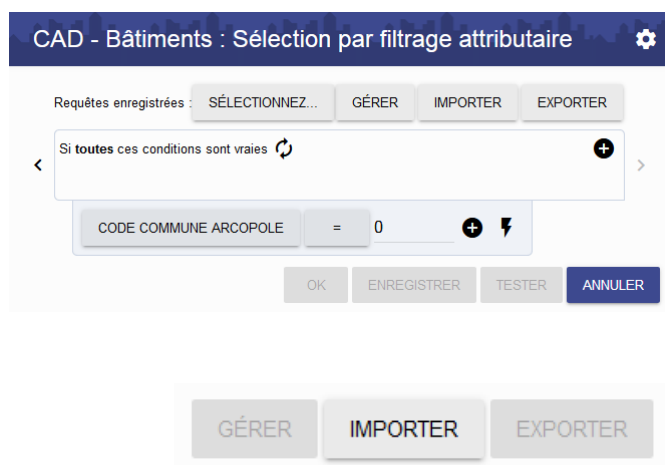 CAD - Bâtiments : Sélection par filtrage attributaire
Requêtes enregistrées : SÉLECTIONNEZ... GÉRER IMPORTER EXPORTER
Si toutes ces conditions sont vraies
CODE COMMUNE ARCOPOLE = 0
OK ENREGISTRER TESTER ANNULER
GÉRER IMPORTER EXPORTER